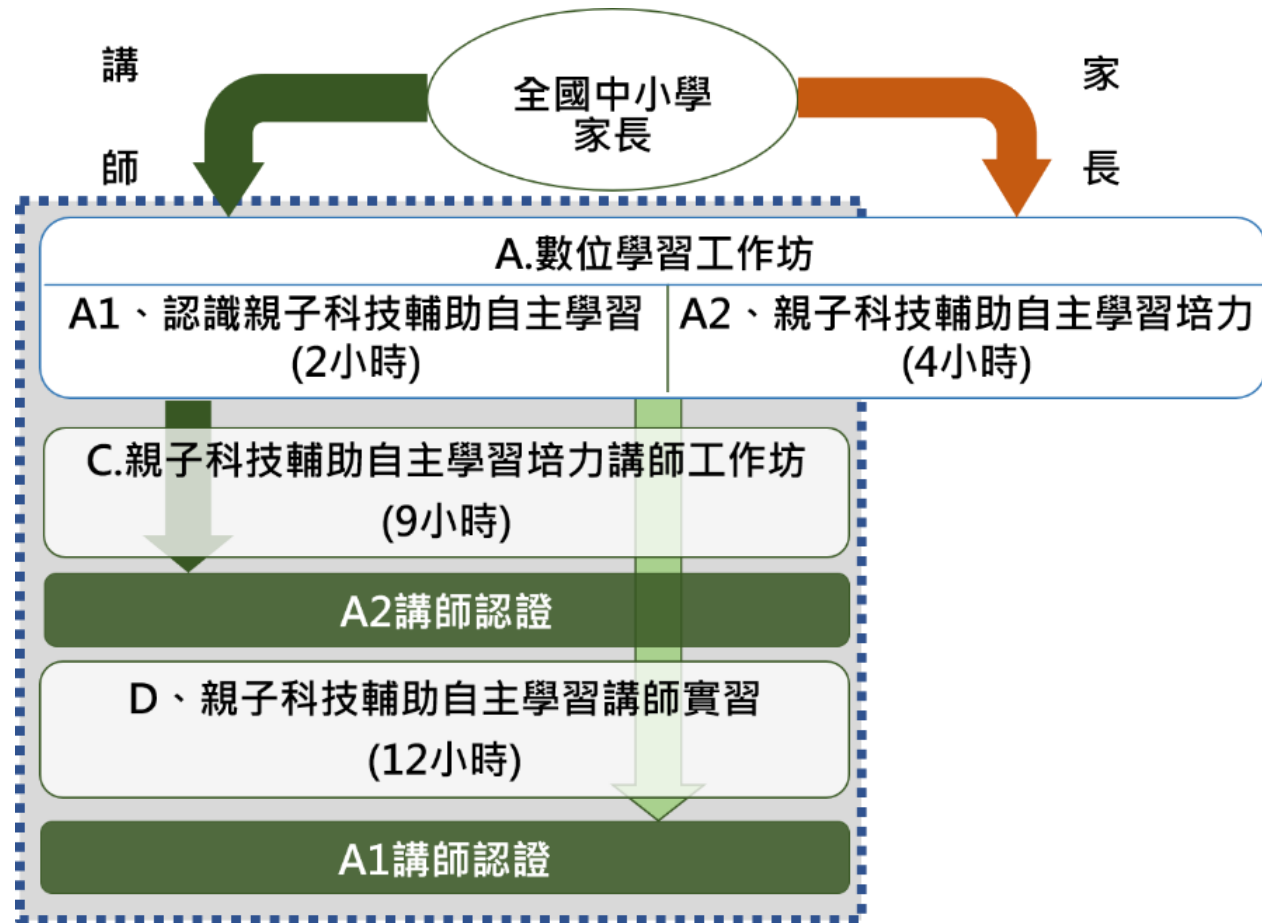 全國中小學
家長
講
師
家
長
A.數位學習工作坊
A1、認識親子科技輔助自主學習
(2小時)
A2、親子科技輔助自主學習培力
(4小時)
C.親子科技輔助自主學習培力講師工作坊
(9小時)
A2講師認證
D、親子科技輔助自主學習講師實習
(12小時)
A1講師認證